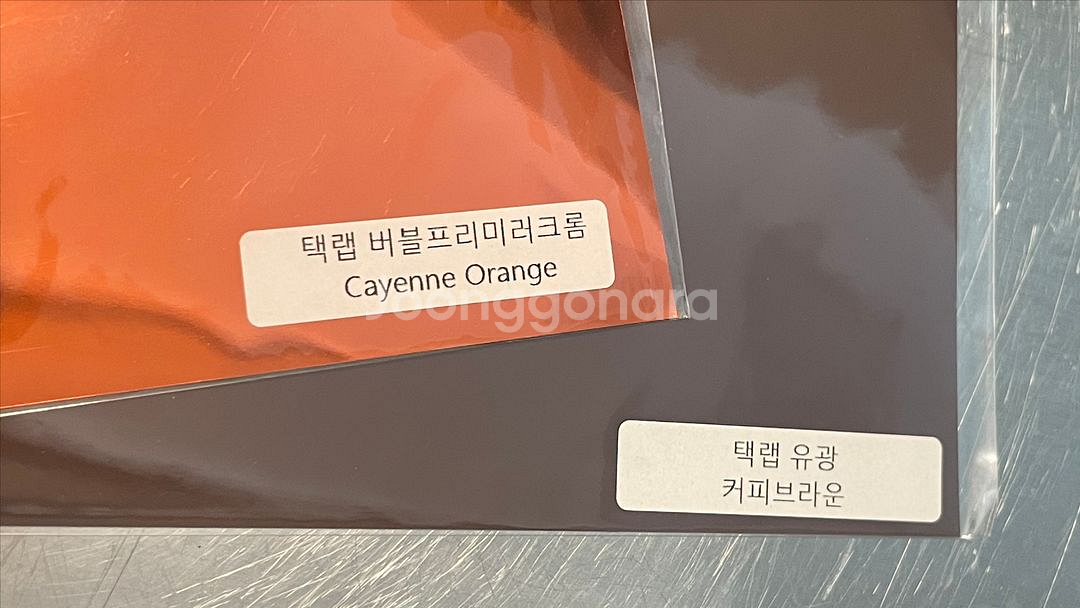 택랩 버블프리미러크롬
Cayenne Orange
Joonggonara
택랩 유광
커피브라운